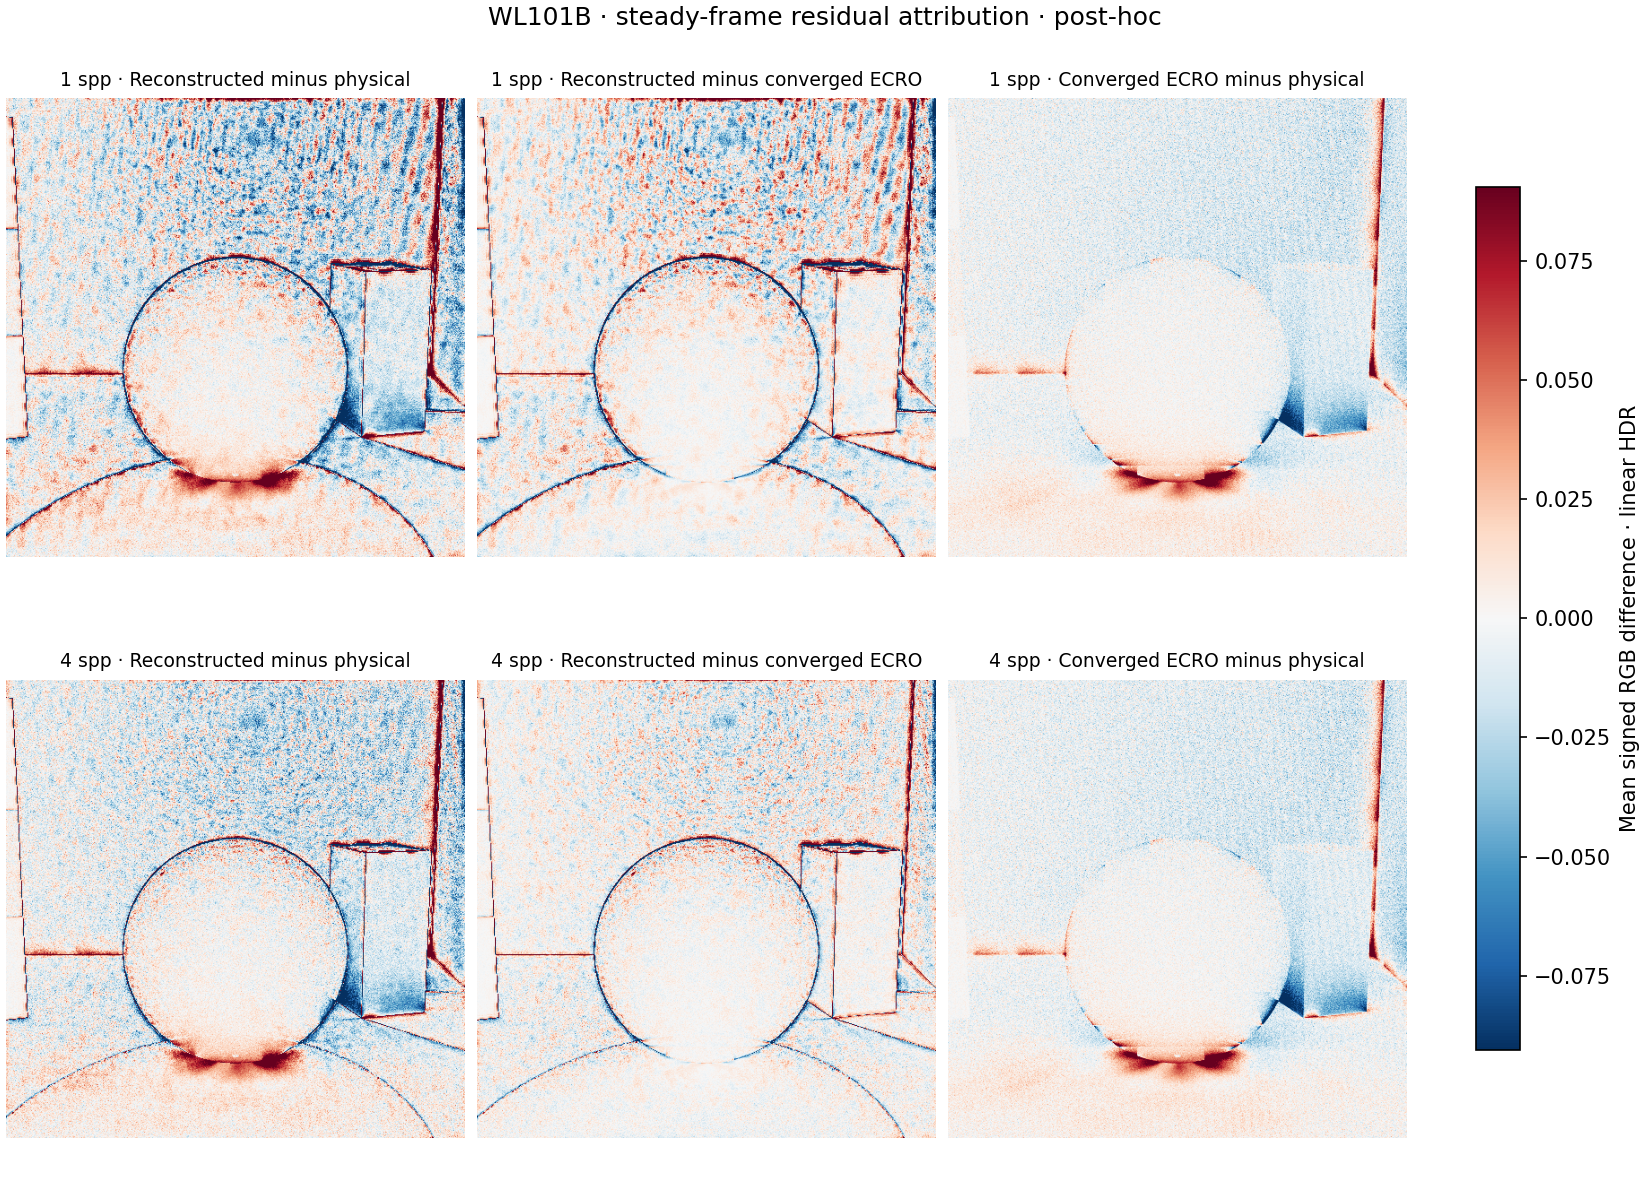 WL101B · steady-frame residual attribution · post-hoc
1 spp · Reconstructed minus physical
1 spp · Reconstructed minus converged ECRO
1 spp · Converged ECRO minus physical
4 spp · Reconstructed minus physical
4 spp · Reconstructed minus converged ECRO
4 spp · Converged ECRO minus physical
0.075
0.050
0.025
0.000
−0.025
−0.050
−0.075
Mean signed RGB difference · linear HDR